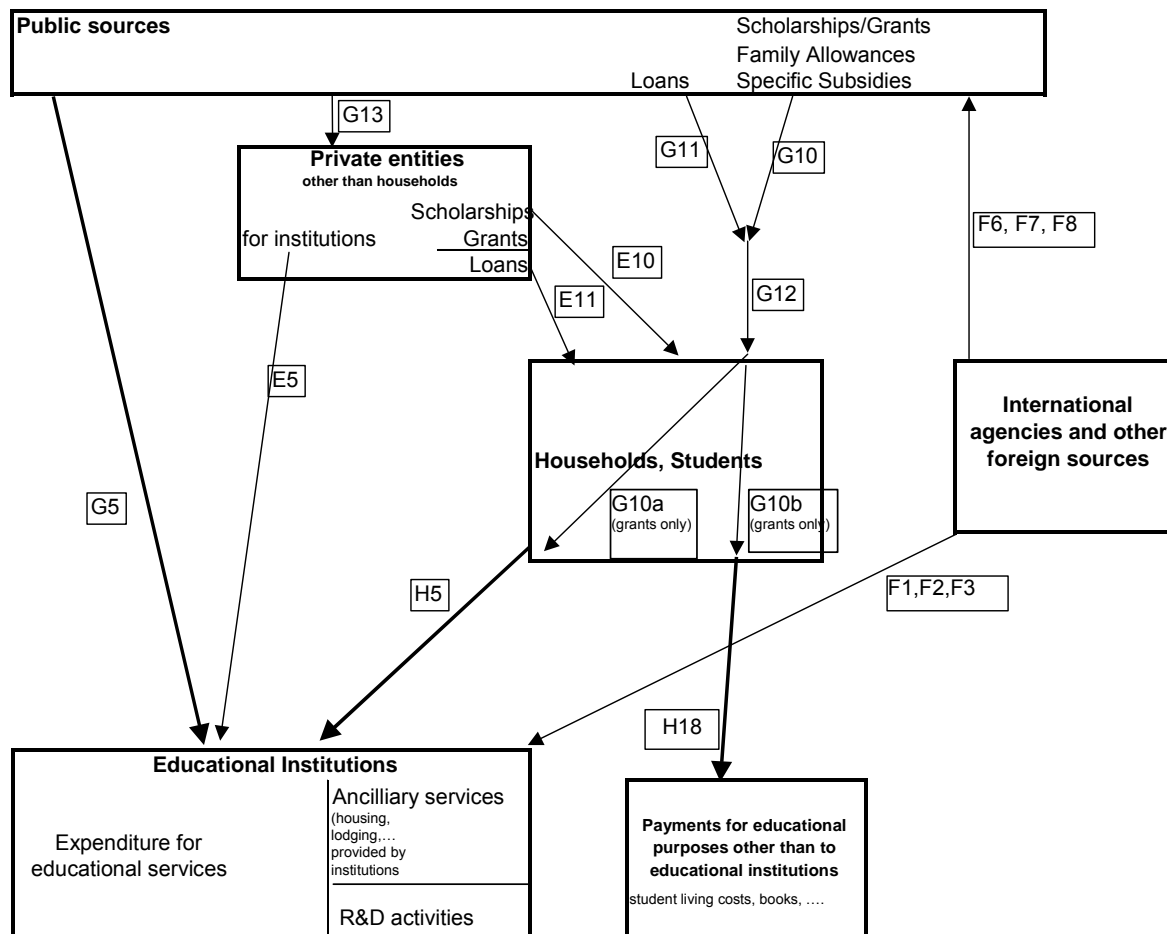 Public sources
Scholarships/Grants
Family Allowances
Loans
Specific Subsidies
G13
G11
G10
Private entities
other than households
Scholarships
for institutions
Grants
Loans
F6, F7, F8
E10
E11
G12
E5
International
agencies and other
foreign sources
Households, Students
G5
G10a
(grants only)
G10b
(grants only)
H5
F1,F2,F3
H18
Educational Institutions
Expenditure for
educational services
Ancilliary services
(housing,
lodging,...
provided by
institutions
R&D activities
Payments for educational
purposes other than to
educational institutions
student living costs, books, ....